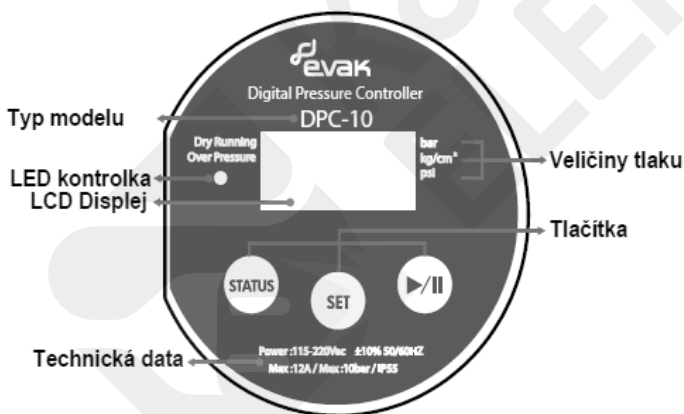 evak
Digital Pressure Controller
Typ modelu
DPC-10
Dry Running
Over Pressure
bar
kg/cm²
psi
Veličiny tlaku
LED kontrolka
LCD Displej
Tlačítka
STATUS
SET
▶/II
Technická data
Power :115-220Vac ±10% 50/60HZ
Max :12A / Max :10bar / IP55